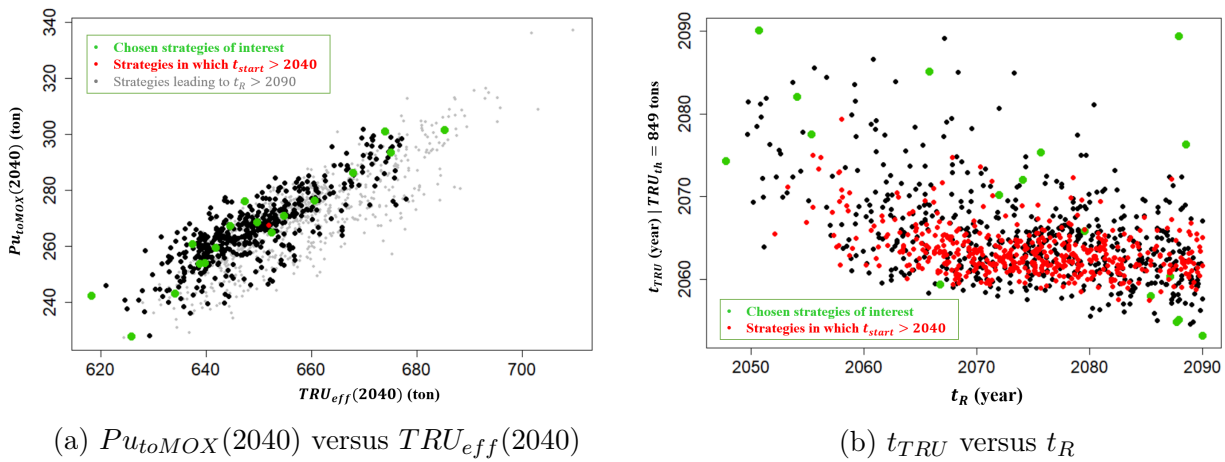 340
320
300
280
260
240
Pu_toMOX(2040) (ton)
Chosen strategies of interest
Strategies in which t_start > 2040
Strategies leading to t_R > 2090
620 640 660 680 700
TRU_eff(2040) (ton)
(a) Pu_toMOX(2040) versus TRU_eff(2040)
2090
2080
2070
2060
t_TRU (year) | TRU_th = 849 tons
Chosen strategies of interest
Strategies in which t_start > 2040
2050 2060 2070 2080 2090
t_R (year)
(b) t_TRU versus t_R